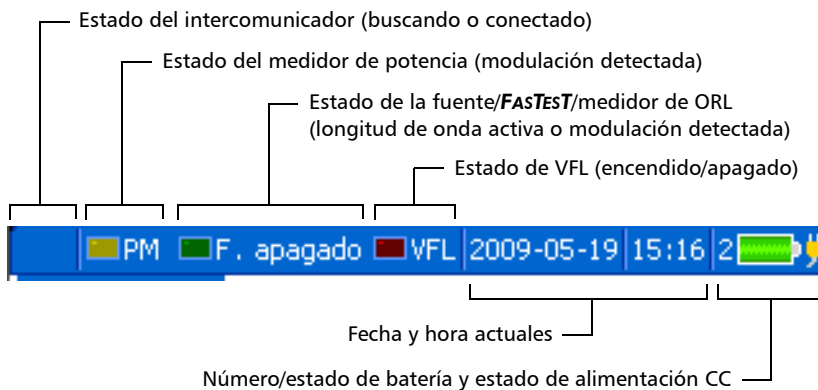 Estado del intercomunicador (buscando o conectado)
Estado del medidor de potencia (modulación detectada)
Estado de la fuente/FASTEST/medidor de ORL
(longitud de onda activa o modulación detectada)
Estado de VFL (encendido/apagado)
PM F. apagado VFL 2009-05-19 15:16 2
Fecha y hora actuales
Número/estado de batería y estado de alimentación CC